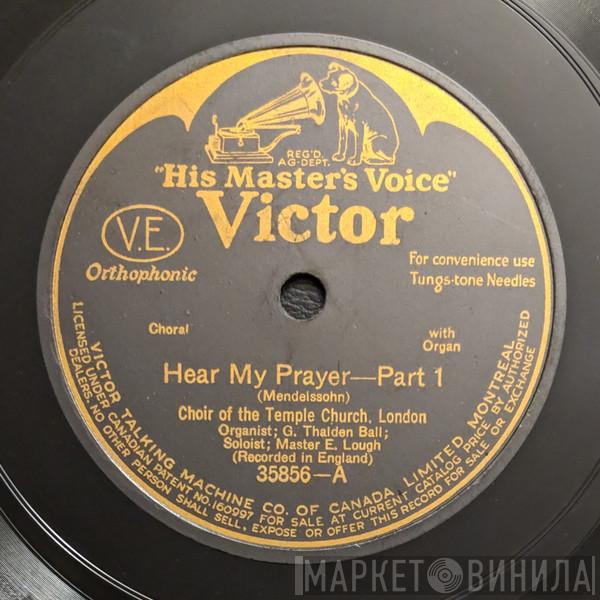 REG'D.
AG-DEPT.
"His Master's Voice"
Victor
V.E.
Orthophonic
For convenience use
Tungs-tone Needles
Choral
with
Organ
Hear My Prayer—Part 1
(Mendelssohn)
Choir of the Temple Church, London
Organist; G. Thalden Ball;
Soloist; Master E. Lough
(Recorded in England)
35856-A
VICTOR TALKING MACHINE CO. OF CANADA, LIMITED, MONTREAL
LICENSED UNDER CANADIAN PATENT NO. 160997 FOR SALE AT CURRENT CATALOG PRICE BY AUTHORIZED
DEALERS. NO OTHER PERSON SHALL SELL, EXPOSE OR OFFER THIS RECORD FOR SALE OR EXCHANGE
МАРКЕТ ВИНИЛА